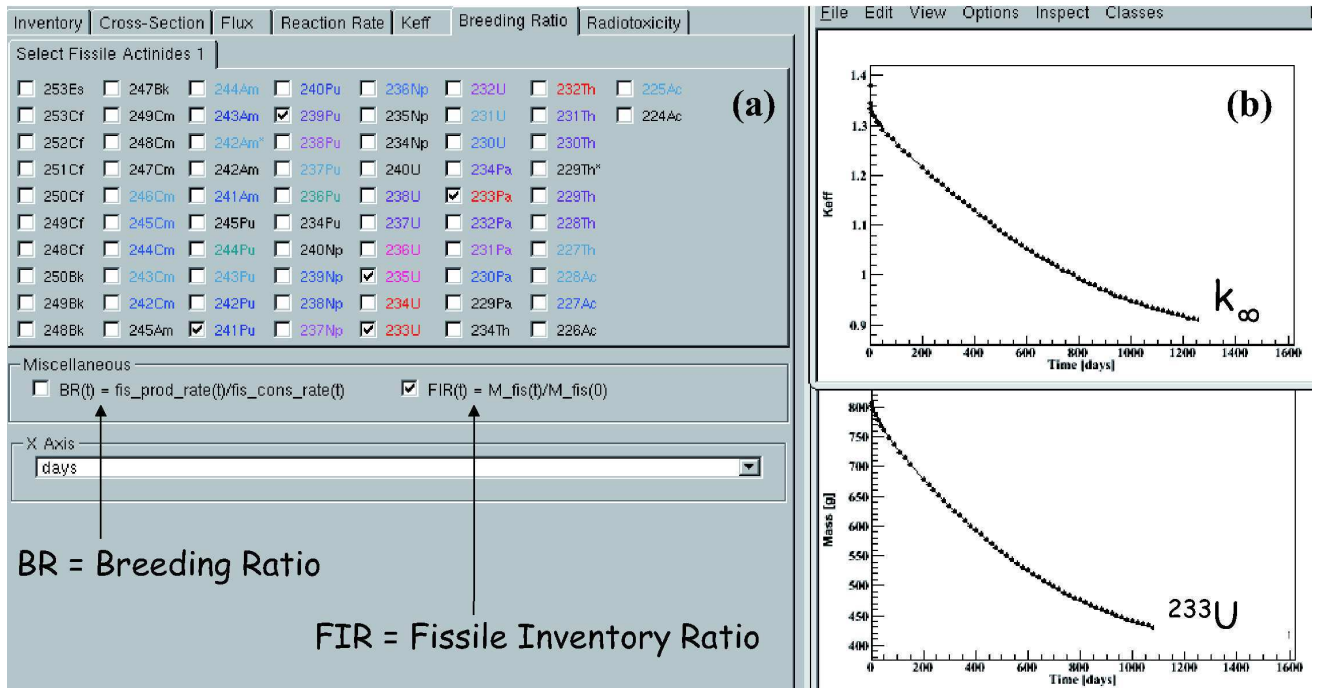 Inventory Cross-Section Flux Reaction Rate Keff Breeding Ratio Radiotoxicity
Select Fissile Actinides 1
253Es 247Bk 244Am 240Pu 236Np 232U 232Th 225Ac
253Cf 249Cm 243Am 239Pu 235Np 231U 231Th 224Ac
252Cf 248Cm 242Am* 238Pu 234Np 230U 230Th
251Cf 247Cm 242Am 237Pu 240U 234Pa 229Th*
250Cf 246Cm 241Am 236Pu 238U 233Pa 229Th
249Cf 245Cm 245Pu 234Pu 237U 232Pa 228Th
248Cf 244Cm 244Pu 240Np 236U 231Pa 227Th
250Bk 243Cm 243Pu 239Np 235U 230Pa 228Ac
249Bk 242Cm 242Pu 238Np 234U 229Pa 227Ac
248Bk 245Am 241Pu 237Np 233U 234Th 226Ac
(a)
Miscellaneous
BR(t) = fis_prod_rate(t)/fis_cons_rate(t) FIR(t) = M_fis(t)/M_fis(0)
X Axis
days
BR = Breeding Ratio
FIR = Fissile Inventory Ratio
File Edit View Options Inspect Classes
(b)
Keff
1.4
1.3
1.2
1.1
1
0.9
k∞
0 200 400 600 800 1000 1200 1400 1600
Time [days]
Mass [g]
800
750
700
650
600
550
500
450
400
233U
0 200 400 600 800 1000 1200 1400 1600
Time [days]